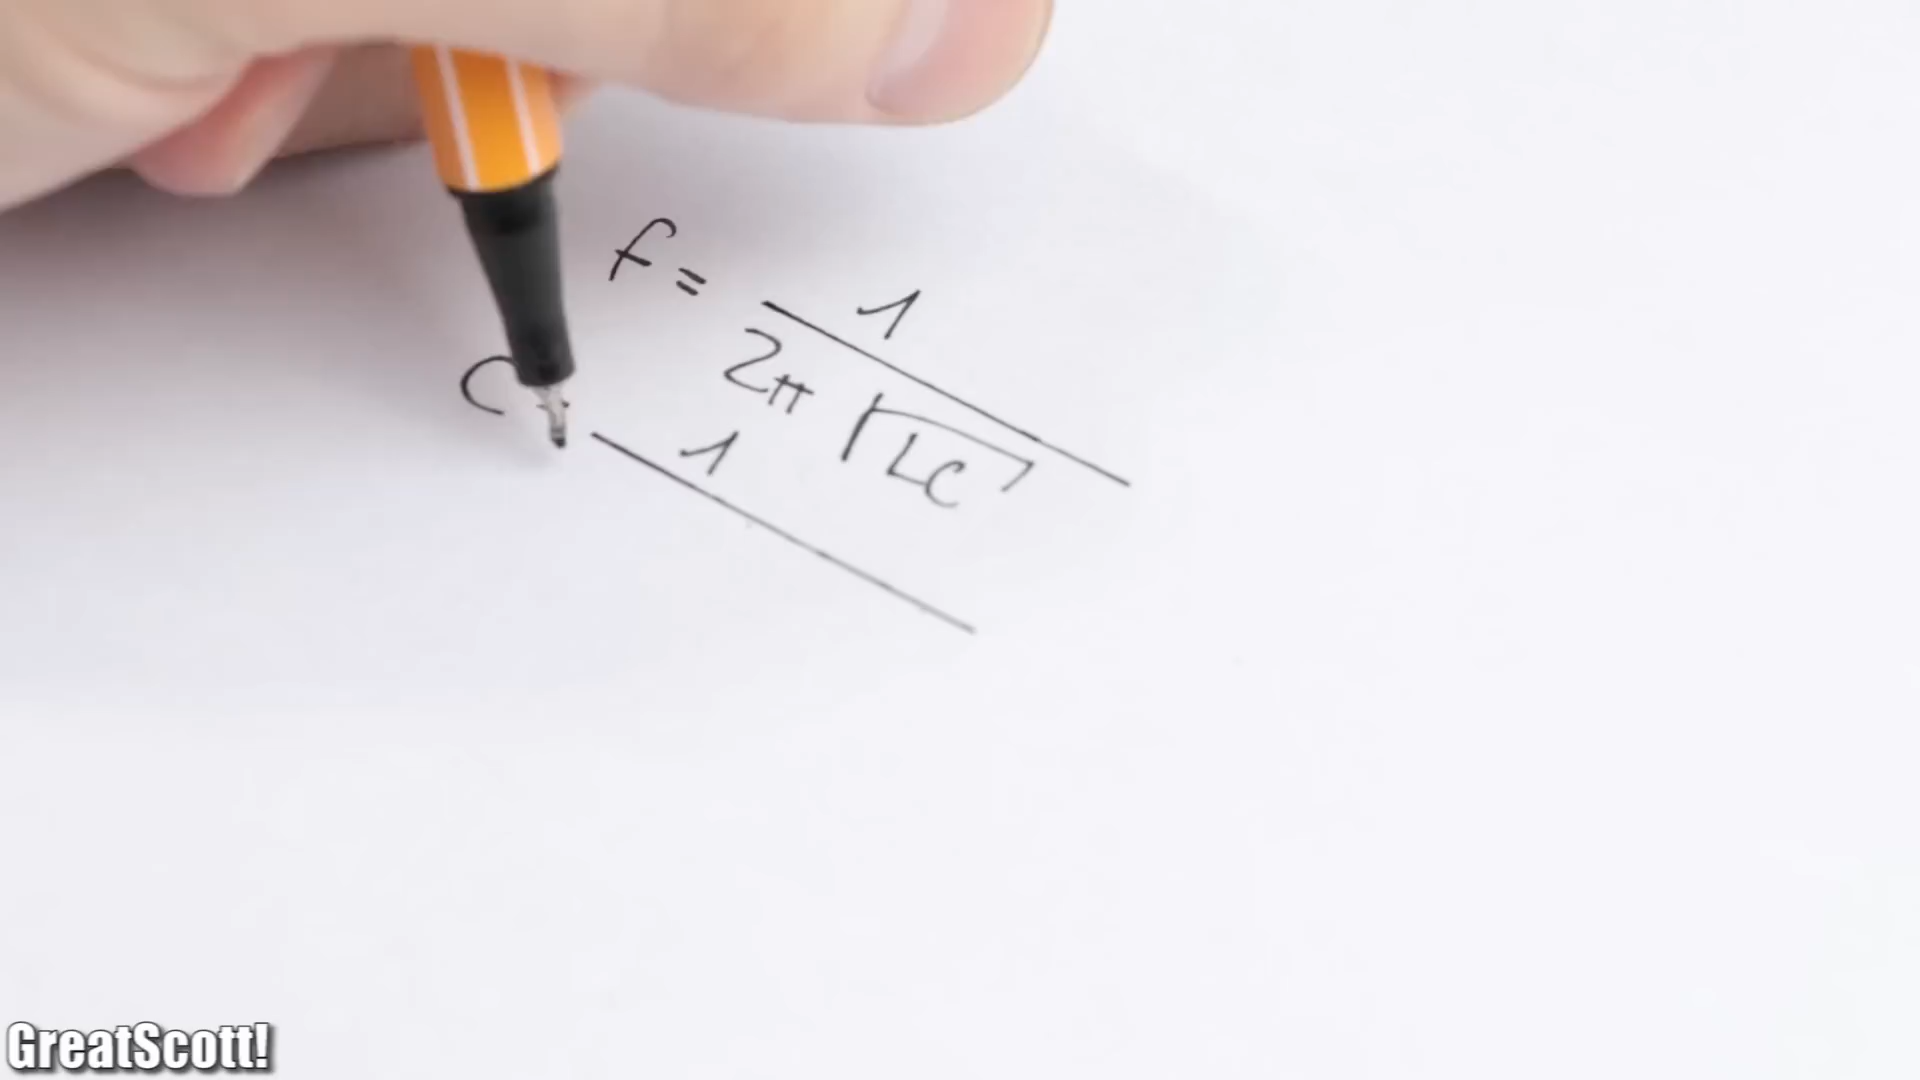 f = 1
2π √LC
C = 1
GreatScott!